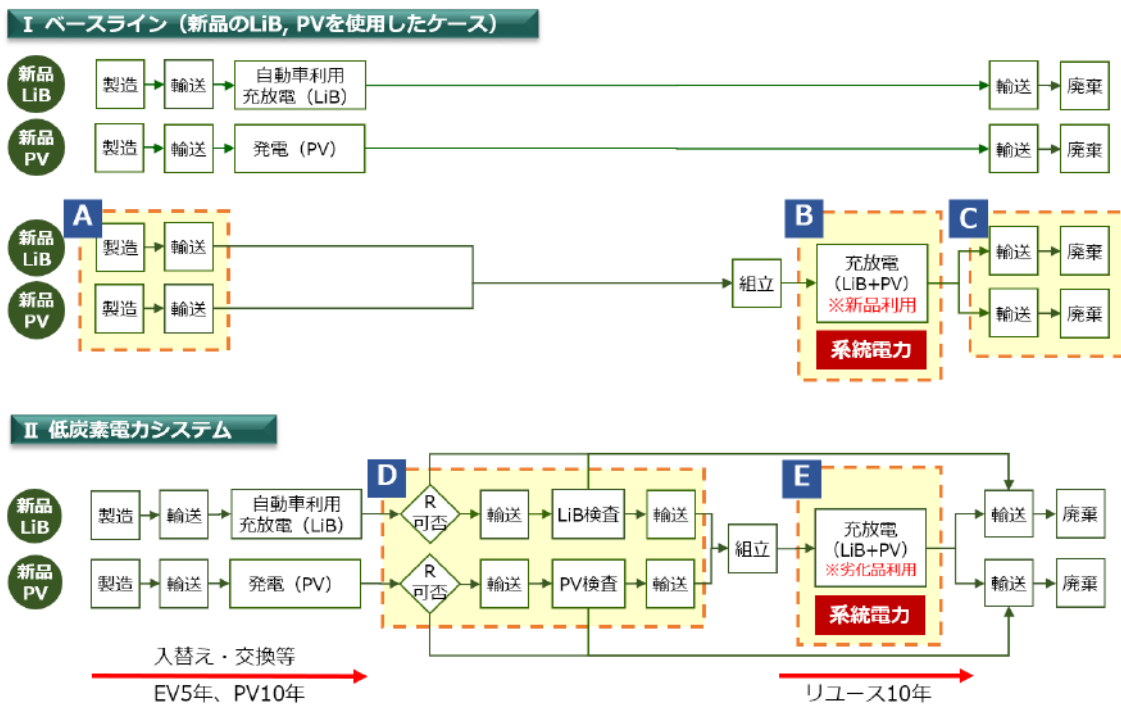 Ⅰ ベースライン（新品のLiB, PVを使用したケース）
新品
LiB
製造
輸送
自動車利用
充放電（LiB）
輸送
廃棄
新品
PV
製造
輸送
発電（PV）
輸送
廃棄
A
B
C
新品
LiB
製造
輸送
新品
PV
製造
輸送
組立
充放電
(LiB+PV)
※新品利用
系統電力
輸送
廃棄
輸送
廃棄
Ⅱ 低炭素電力システム
D
E
新品
LiB
製造
輸送
自動車利用
充放電（LiB）
R
可否
輸送
LiB検査
輸送
新品
PV
製造
輸送
発電（PV）
R
可否
輸送
PV検査
輸送
組立
充放電
(LiB+PV)
※劣化品利用
系統電力
輸送
廃棄
輸送
廃棄
入替え・交換等
EV5年、PV10年
リユース10年